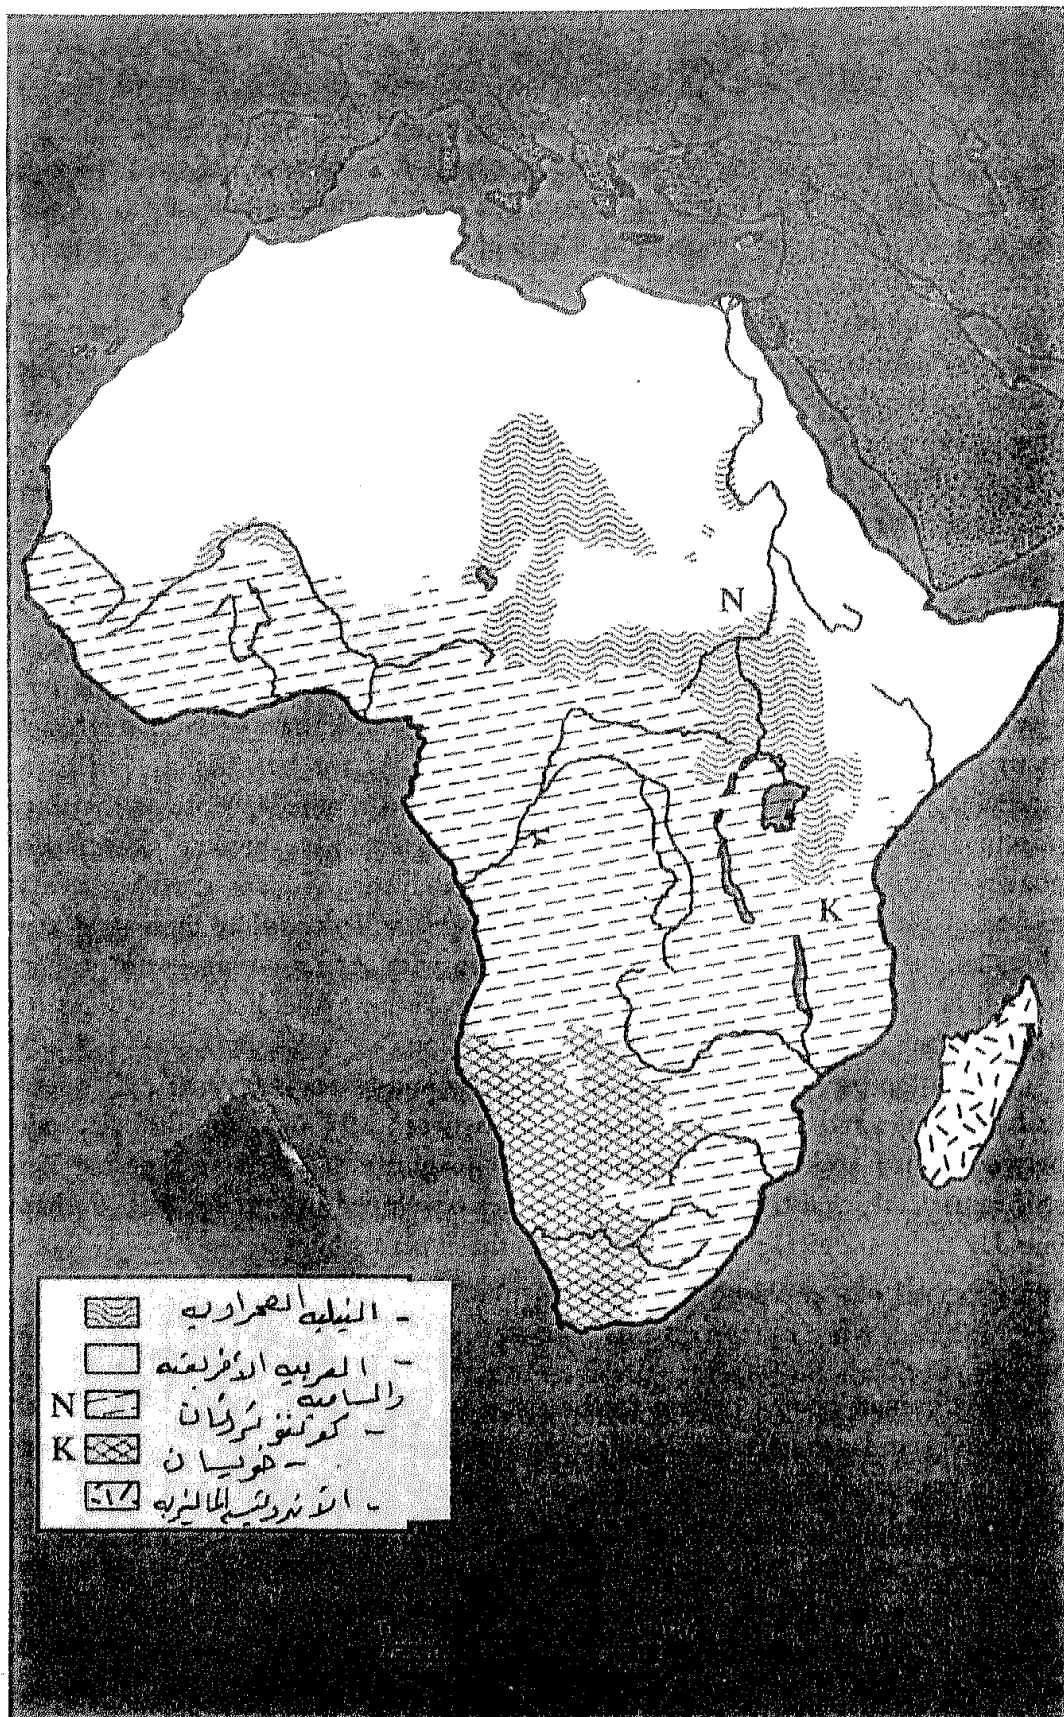 N
K
- النيليه الصحراويه
- العربيه الافريقيه
والساميه
N - كونغو كردفان
K - خويسان
- الاندونيسيه الماليزيه